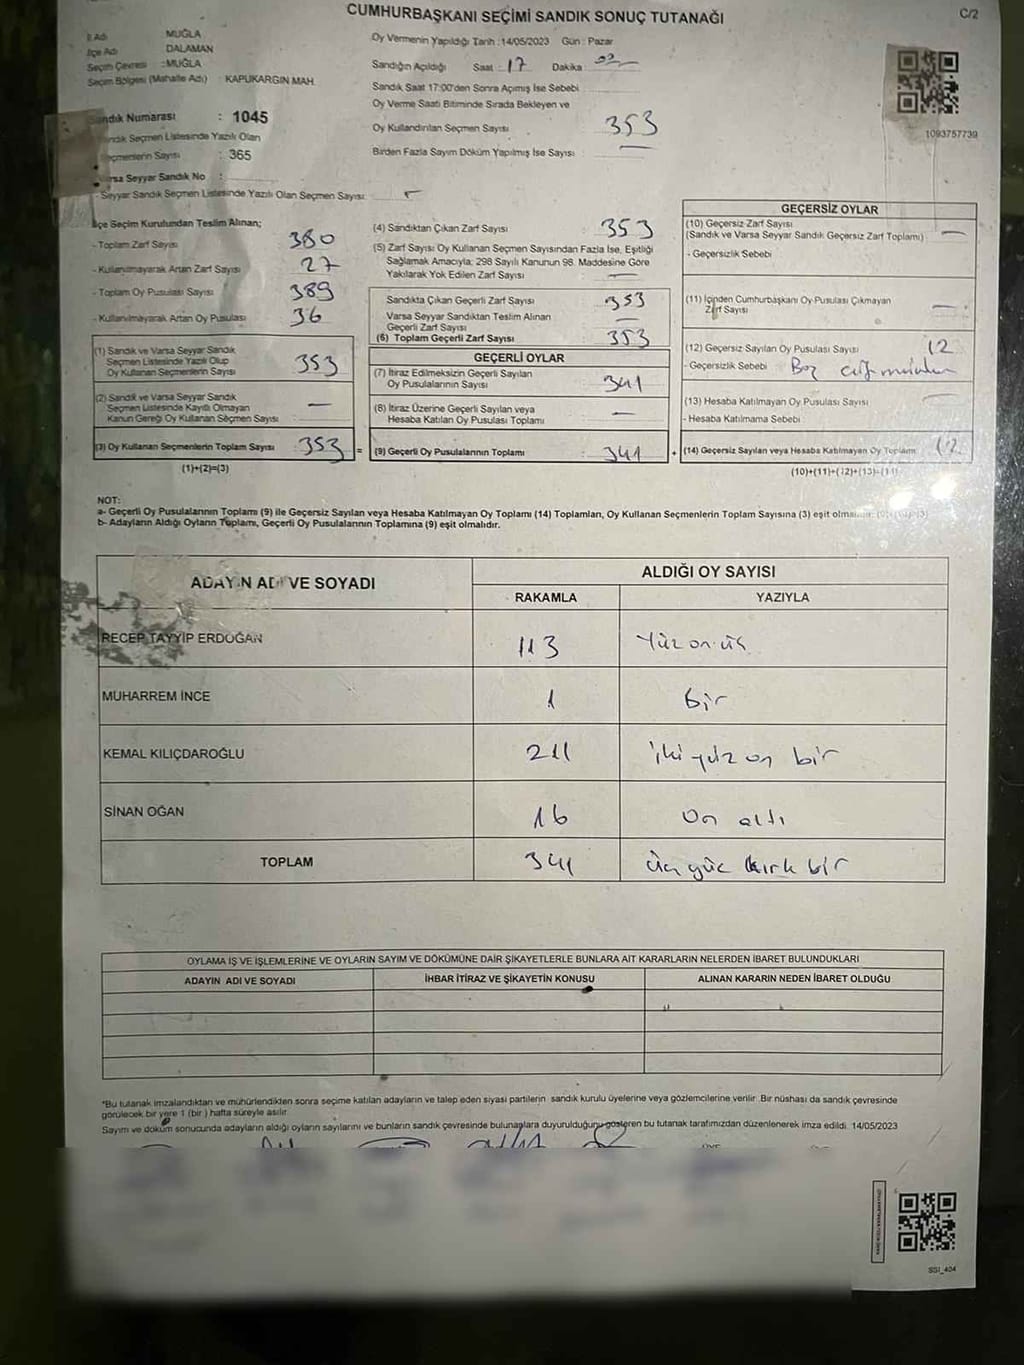 CUMHURBAŞKANI SEÇİMİ SANDIK SONUÇ TUTANAĞI
C/2
İl Adı MUĞLA
İlçe Adı DALAMAN
Seçim Çevresi : MUĞLA
Seçim Bölgesi (Mahalle Adı) : KAPUKARGIN MAH.
Oy Vermenin Yapıldığı Tarih : 14/05/2023 Gün : Pazar
Sandığın Açıldığı Saat : 17 Dakika :
Sandık Saat 17:00'den Sonra Açmış İse Sebebi
Oy Verme Saati Bitiminde Sırada Bekleyen ve
Oy Kullandırılan Seçmen Sayısı : 353
Birden Fazla Sayım Döküm Yapılmış İse Sayısı : —
1093757739
Sandık Numarası : 1045
Sandık Seçmen Listesinde Yazılı Olan
Seçmenlerin Sayısı : 365
Varsa Seyyar Sandık No :
Seyyar Sandık Seçmen Listesinde Yazılı Olan Seçmen Sayısı:
İlçe Seçim Kurulundan Teslim Alınan;
- Toplam Zarf Sayısı : 380
- Kullanılmayarak Artan Zarf Sayısı : 27
- Toplam Oy Pusulası Sayısı : 389
- Kullanılmayarak Artan Oy Pusulası : 36
(1) Sandık ve Varsa Seyyar Sandık
Seçmen Listesinde Yazılı Olup
Oy Kullanan Seçmenlerin Sayısı : 353
(2) Sandık ve Varsa Seyyar Sandık
Seçmen Listesinde Kayıtlı Olmayan
Kanun Gereği Oy Kullanan Seçmen Sayısı : —
(3) Oy Kullanan Seçmenlerin Toplam Sayısı : 353 =
(1)+(2)=(3)
(4) Sandıktan Çıkan Zarf Sayısı : 353
(5) Zarf Sayısı Oy Kullanan Seçmen Sayısından Fazla İse, Eşitliği
Sağlamak Amacıyla; 298 Sayılı Kanunun 98. Maddesine Göre
Yakılarak Yok Edilen Zarf Sayısı : —
Sandıkta Çıkan Geçerli Zarf Sayısı : 353
Varsa Seyyar Sandıktan Teslim Alınan
Geçerli Zarf Sayısı : —
(6) Toplam Geçerli Zarf Sayısı : 353
GEÇERLİ OYLAR
(7) İtiraz Edilmeksizin Geçerli Sayılan
Oy Pusulalarının Sayısı : 341
(8) İtiraz Üzerine Geçerli Sayılan veya
Hesaba Katılan Oy Pusulası Toplamı : —
(9) Geçerli Oy Pusulalarının Toplamı : 341 +
GEÇERSİZ OYLAR
(10) Geçersiz Zarf Sayısı
(Sandık ve Varsa Seyyar Sandık Geçersiz Zarf Toplamı) : —
- Geçersizlik Sebebi :
(11) İçinden Cumhurbaşkanı Oy Pusulası Çıkmayan
Zarf Sayısı : —
(12) Geçersiz Sayılan Oy Pusulası Sayısı : 12
- Geçersizlik Sebebi :
(13) Hesaba Katılmayan Oy Pusulası Sayısı : —
- Hesaba Katılmama Sebebi :
(14) Geçersiz Sayılan veya Hesaba Katılmayan Oy Toplamı : 12
(10)+(11)+(12)+(13)=(14)
NOT:
a- Geçerli Oy Pusulalarının Toplamı (9) ile Geçersiz Sayılan veya Hesaba Katılmayan Oy Toplamı (14) Toplamları, Oy Kullanan Seçmenlerin Toplam Sayısına (3) eşit olmalıdır.
b- Adayların Aldığı Oyların Toplamı, Geçerli Oy Pusulalarının Toplamına (9) eşit olmalıdır.
ADAYIN ADI VE SOYADI ALDIĞI OY SAYISI
RAKAMLA YAZIYLA
RECEP TAYYİP ERDOĞAN 113 Yüz on üç
MUHARREM İNCE 1 Bir
KEMAL KILIÇDAROĞLU 211 iki yüz on bir
SİNAN OĞAN 16 On altı
TOPLAM 341 Üç yüz kırk bir
OYLAMA İŞ VE İŞLEMLERİNE VE OYLARIN SAYIM VE DÖKÜMÜNE DAİR ŞİKAYETLERLE BUNLARA AİT KARARLARIN NELERDEN İBARET BULUNDUKLARI
ADAYIN ADI VE SOYADI İHBAR İTİRAZ VE ŞİKAYETİN KONUSU ALINAN KARARIN NEDEN İBARET OLDUĞU
*Bu tutanak imzalandıktan ve mühürlendikten sonra seçime katılan adayların ve talep eden siyasi partilerin sandık kurulu üyelerine veya gözlemcilerine verilir. Bir nüshası da sandık çevresinde
görülecek bir yere 1 (bir) hafta süreyle asılır.
Sayım ve döküm sonucunda adayların aldığı oyların sayılarını ve bunların sandık çevresinde bulunanlara duyurulduğunu gösteren bu tutanak tarafımızdan düzenlenerek imza edildi. 14/05/2023
SSI_404